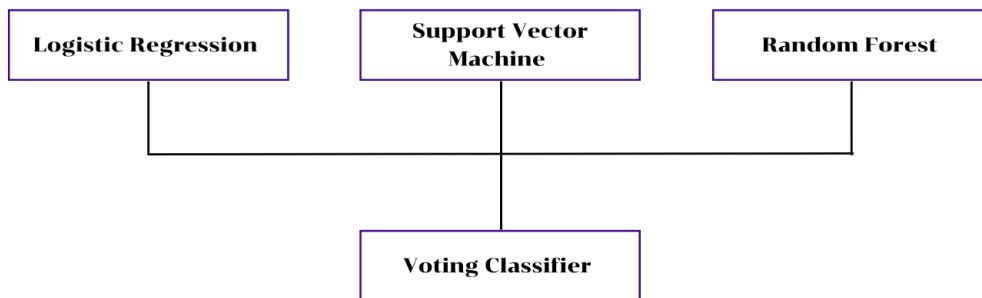 Logistic Regression
Support Vector
Machine
Random Forest
Voting Classifier